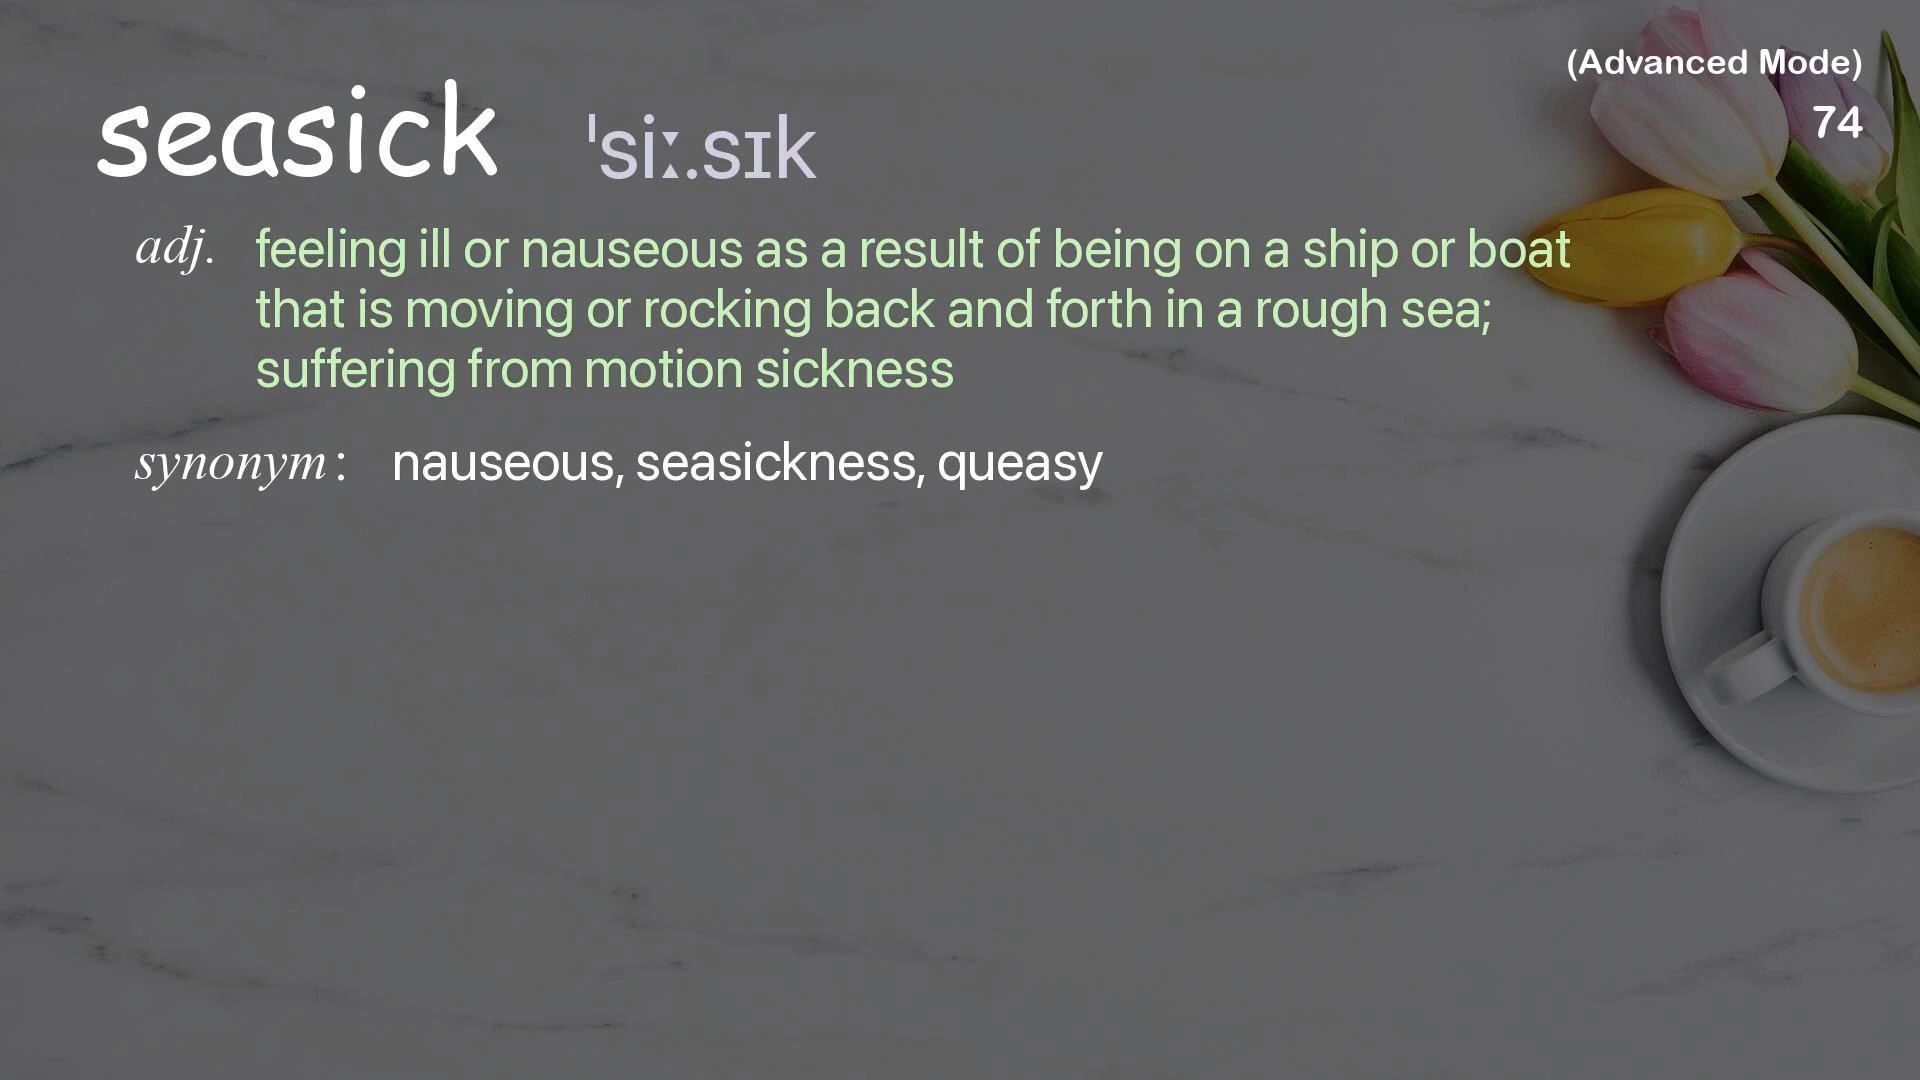 (Advanced Mode)
74
seasick ˈsiː.sɪk
adj. feeling ill or nauseous as a result of being on a ship or boat
that is moving or rocking back and forth in a rough sea;
suffering from motion sickness
synonym: nauseous, seasickness, queasy